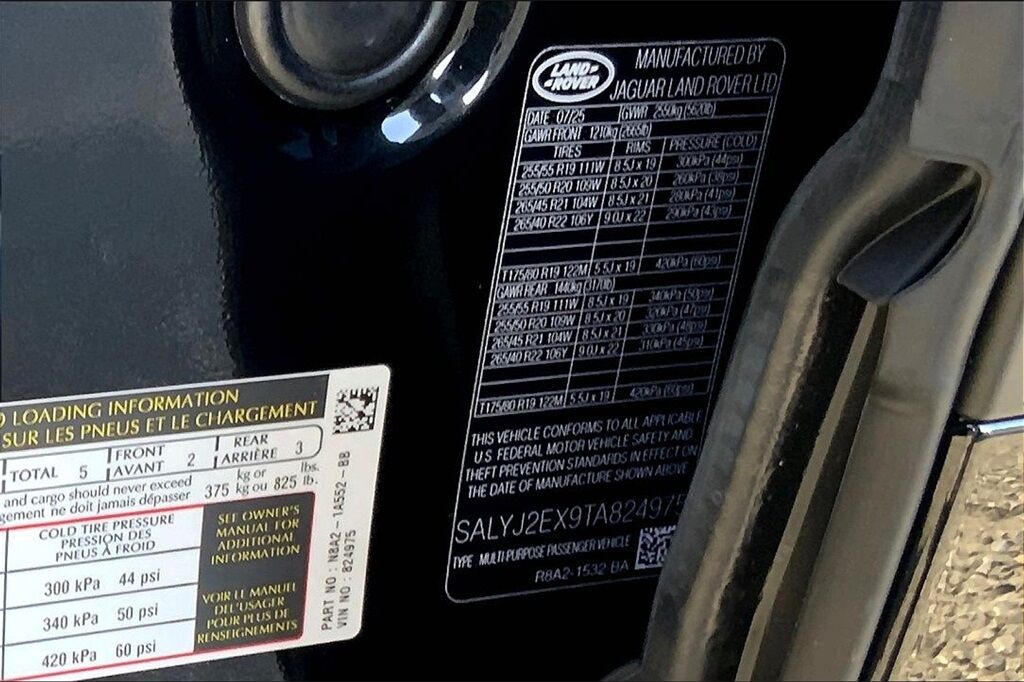 LAND-
-ROVER
MANUFACTURED BY
JAGUAR LAND ROVER LTD
DATE 07/25 GVWR 2550kg (5620lb)
GAWR FRONT 1210kg (2665lb)
TIRES RIMS PRESSURE (COLD)
255/55 R19 111W 8.5J x 19 300kPa (44psi)
255/50 R20 109W 8.5J x 20 260kPa (38psi)
265/45 R21 104W 8.5J x 21 280kPa (41psi)
265/40 R22 106Y 9.0J x 22 290kPa (43psi)
T175/80 R19 122M 5.5J x 19 420kPa (60psi)
GAWR REAR 1440kg (3170lb)
255/55 R19 111W 8.5J x 19 340kPa (50psi)
255/50 R20 109W 8.5J x 20 320kPa (47psi)
265/45 R21 104W 8.5J x 21 330kPa (48psi)
265/40 R22 106Y 9.0J x 22 310kPa (45psi)
T175/80 R19 122M 5.5J x 19 420kPa (60psi)
THIS VEHICLE CONFORMS TO ALL APPLICABLE
U.S. FEDERAL MOTOR VEHICLE SAFETY AND
THEFT PREVENTION STANDARDS IN EFFECT ON
THE DATE OF MANUFACTURE SHOWN ABOVE
SALYJ2EX9TA824975
TYPE MULTI PURPOSE PASSENGER VEHICLE
R8A2-1532-BA
LOADING INFORMATION
SUR LES PNEUS ET LE CHARGEMENT
TOTAL 5 FRONT AVANT 2 REAR ARRIÈRE 3
and cargo should never exceed
ne doit jamais dépasser 375 kg or kg ou 825 lbs. lb.
COLD TIRE PRESSURE
PRESSION DES
PNEUS À FROID
300 kPa 44 psi
340 kPa 50 psi
420 kPa 60 psi
SEE OWNER'S
MANUAL FOR
ADDITIONAL
INFORMATION
VOIR LE MANUEL
DE L'USAGER
POUR PLUS DE
RENSEIGNEMENTS
PART NO : N8A2 - 1A552 - BB
VIN NO : 824975